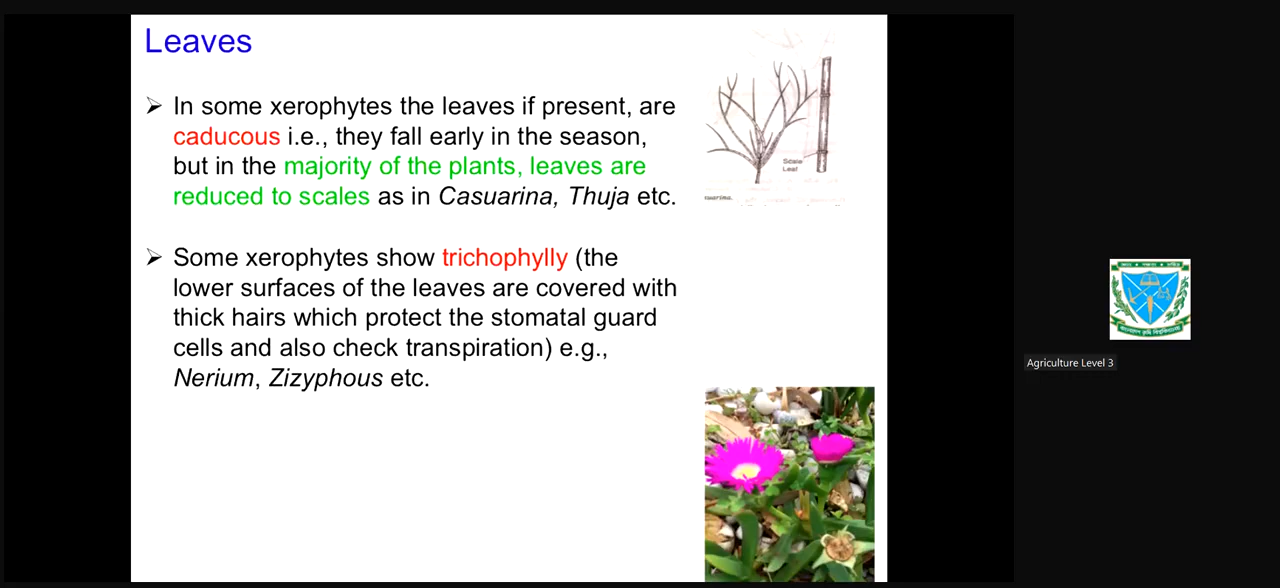 Leaves
➢ In some xerophytes the leaves if present, are
caducous i.e., they fall early in the season,
but in the majority of the plants, leaves are
reduced to scales as in Casuarina, Thuja etc.
Scale
Leaf
➢ Some xerophytes show trichophylly (the
lower surfaces of the leaves are covered with
thick hairs which protect the stomatal guard
cells and also check transpiration) e.g.,
Nerium, Zizyphous etc.
Agriculture Level 3